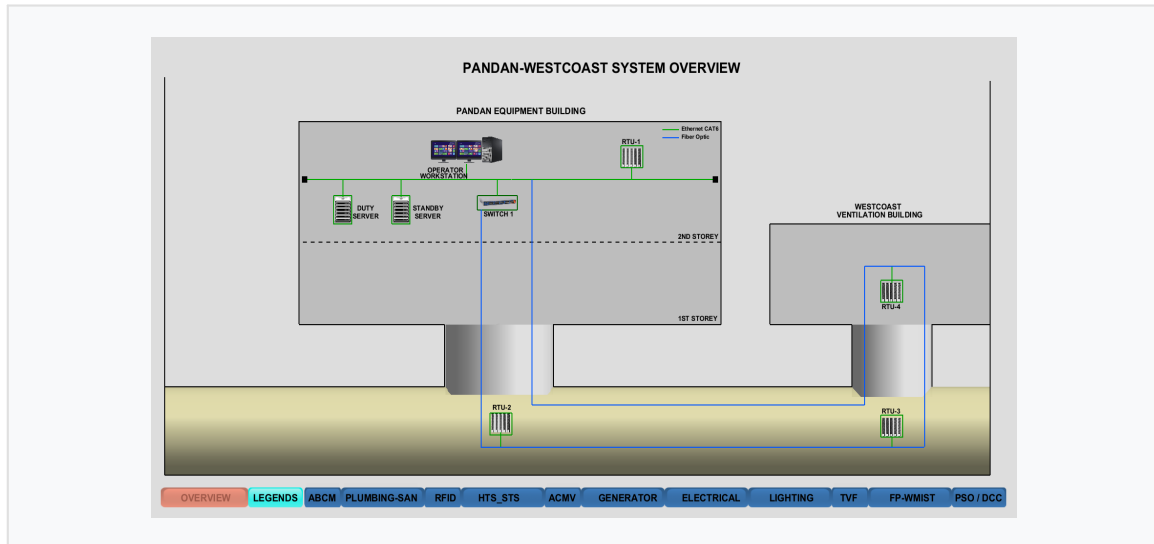 PANDAN-WESTCOAST SYSTEM OVERVIEW
PANDAN EQUIPMENT BUILDING
Ethernet CAT6
Fiber Optic
RTU-1
OPERATOR
WORKSTATION
DUTY
SERVER
STANDBY
SERVER
SWITCH 1
WESTCOAST
VENTILATION BUILDING
2ND STOREY
RTU-4
1ST STOREY
RTU-2
RTU-3
OVERVIEW LEGENDS ABCM PLUMBING-SAN RFID HTS_STS ACMV GENERATOR ELECTRICAL LIGHTING TVF FP-WMIST PSO / DCC